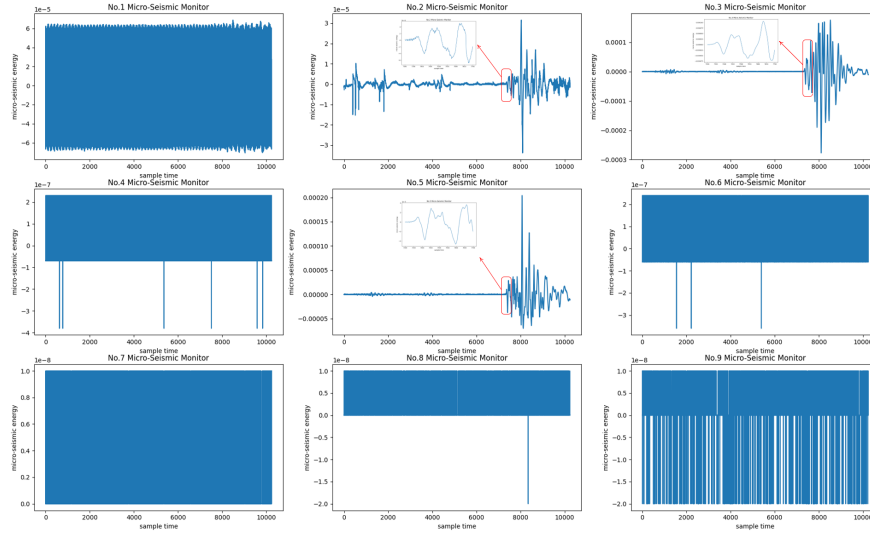 No.1 Micro-Seismic Monitor
No.2 Micro-Seismic Monitor
No.3 Micro-Seismic Monitor
1e−5
6
4
2
0
−2
−4
−6
micro-seismic energy
0 2000 4000 6000 8000 10000
sample time
1e−5
3
2
1
0
−1
−2
−3
micro-seismic energy
0 2000 4000 6000 8000 10000
sample time
0.0001
0.0000
−0.0001
−0.0002
−0.0003
micro-seismic energy
0 2000 4000 6000 8000 10000
sample time
No.4 Micro-Seismic Monitor
No.5 Micro-Seismic Monitor
No.6 Micro-Seismic Monitor
1e−7
2
1
0
−1
−2
−3
−4
micro-seismic energy
0 2000 4000 6000 8000 10000
sample time
0.00020
0.00015
0.00010
0.00005
0.00000
−0.00005
micro-seismic energy
0 2000 4000 6000 8000 10000
sample time
1e−7
2
1
0
−1
−2
−3
micro-seismic energy
0 2000 4000 6000 8000 10000
sample time
No.7 Micro-Seismic Monitor
No.8 Micro-Seismic Monitor
No.9 Micro-Seismic Monitor
1e−8
1.0
0.8
0.6
0.4
0.2
0.0
micro-seismic energy
0 2000 4000 6000 8000 10000
sample time
1e−8
1.0
0.5
0.0
−0.5
−1.0
−1.5
−2.0
micro-seismic energy
0 2000 4000 6000 8000 10000
sample time
1e−8
1.0
0.5
0.0
−0.5
−1.0
−1.5
−2.0
micro-seismic energy
0 2000 4000 6000 8000 10000
sample time